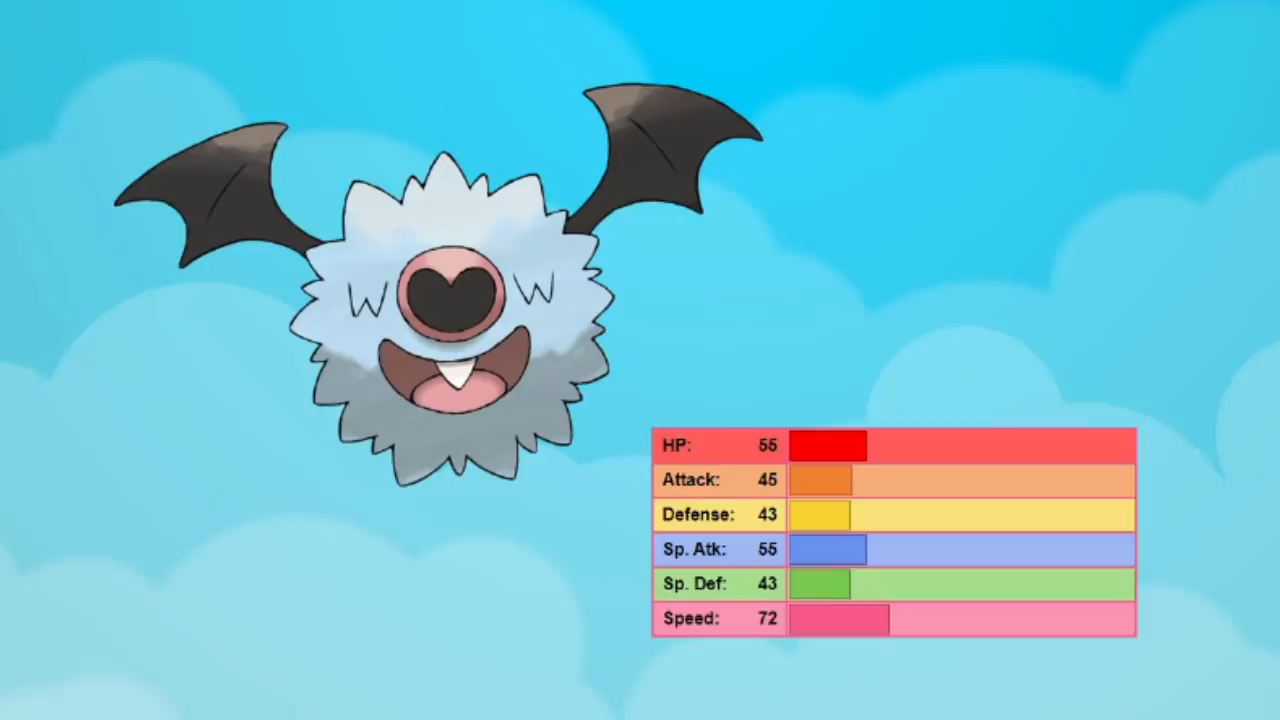 HP: 55
Attack: 45
Defense: 43
Sp. Atk: 55
Sp. Def: 43
Speed: 72